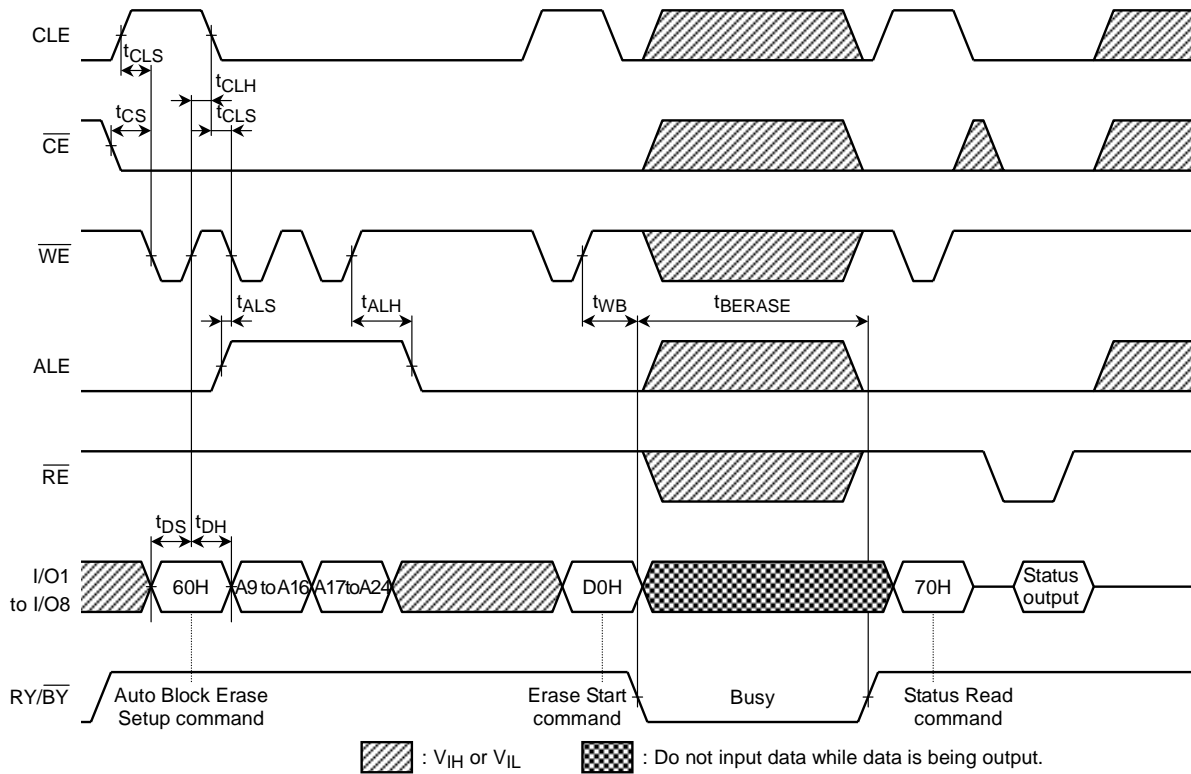 CLE
tCLS
tCLH
tCS
tCLS
CE
WE
tALS
tALH
tWB
tBERASE
ALE
RE
tDS
tDH
I/O1
to I/O8
60H
A9 to A16
A17 to A24
D0H
70H
Status
output
RY/BY
Auto Block Erase
Setup command
Erase Start
command
Busy
Status Read
command
: VIH or VIL
: Do not input data while data is being output.